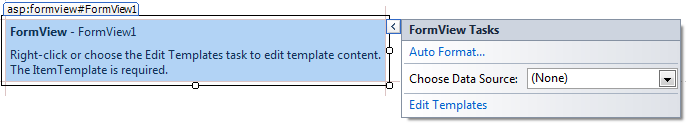 asp:formview#FormView1
FormView - FormView1
Right-click or choose the Edit Templates task to edit template content.
The ItemTemplate is required.
<
FormView Tasks
Auto Format...
Choose Data Source: (None)
Edit Templates